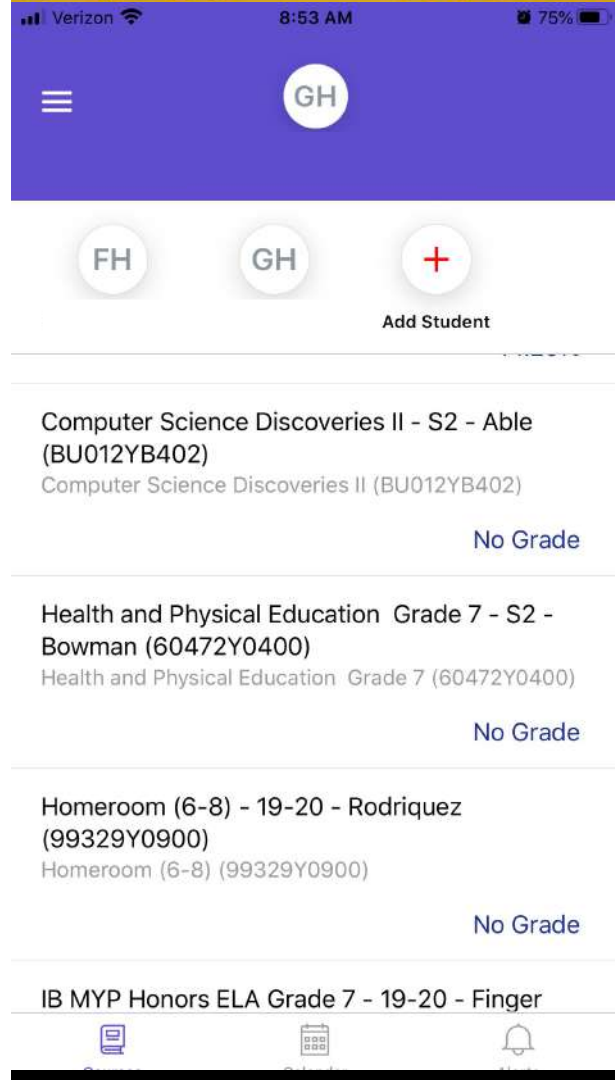 Verizon 8:53 AM 75%
GH
FH GH +
Add Student
Computer Science Discoveries II - S2 - Able
(BU012YB402)
Computer Science Discoveries II (BU012YB402)
No Grade
Health and Physical Education Grade 7 - S2 -
Bowman (60472Y0400)
Health and Physical Education Grade 7 (60472Y0400)
No Grade
Homeroom (6-8) - 19-20 - Rodriquez
(99329Y0900)
Homeroom (6-8) (99329Y0900)
No Grade
IB MYP Honors ELA Grade 7 - 19-20 - Finger